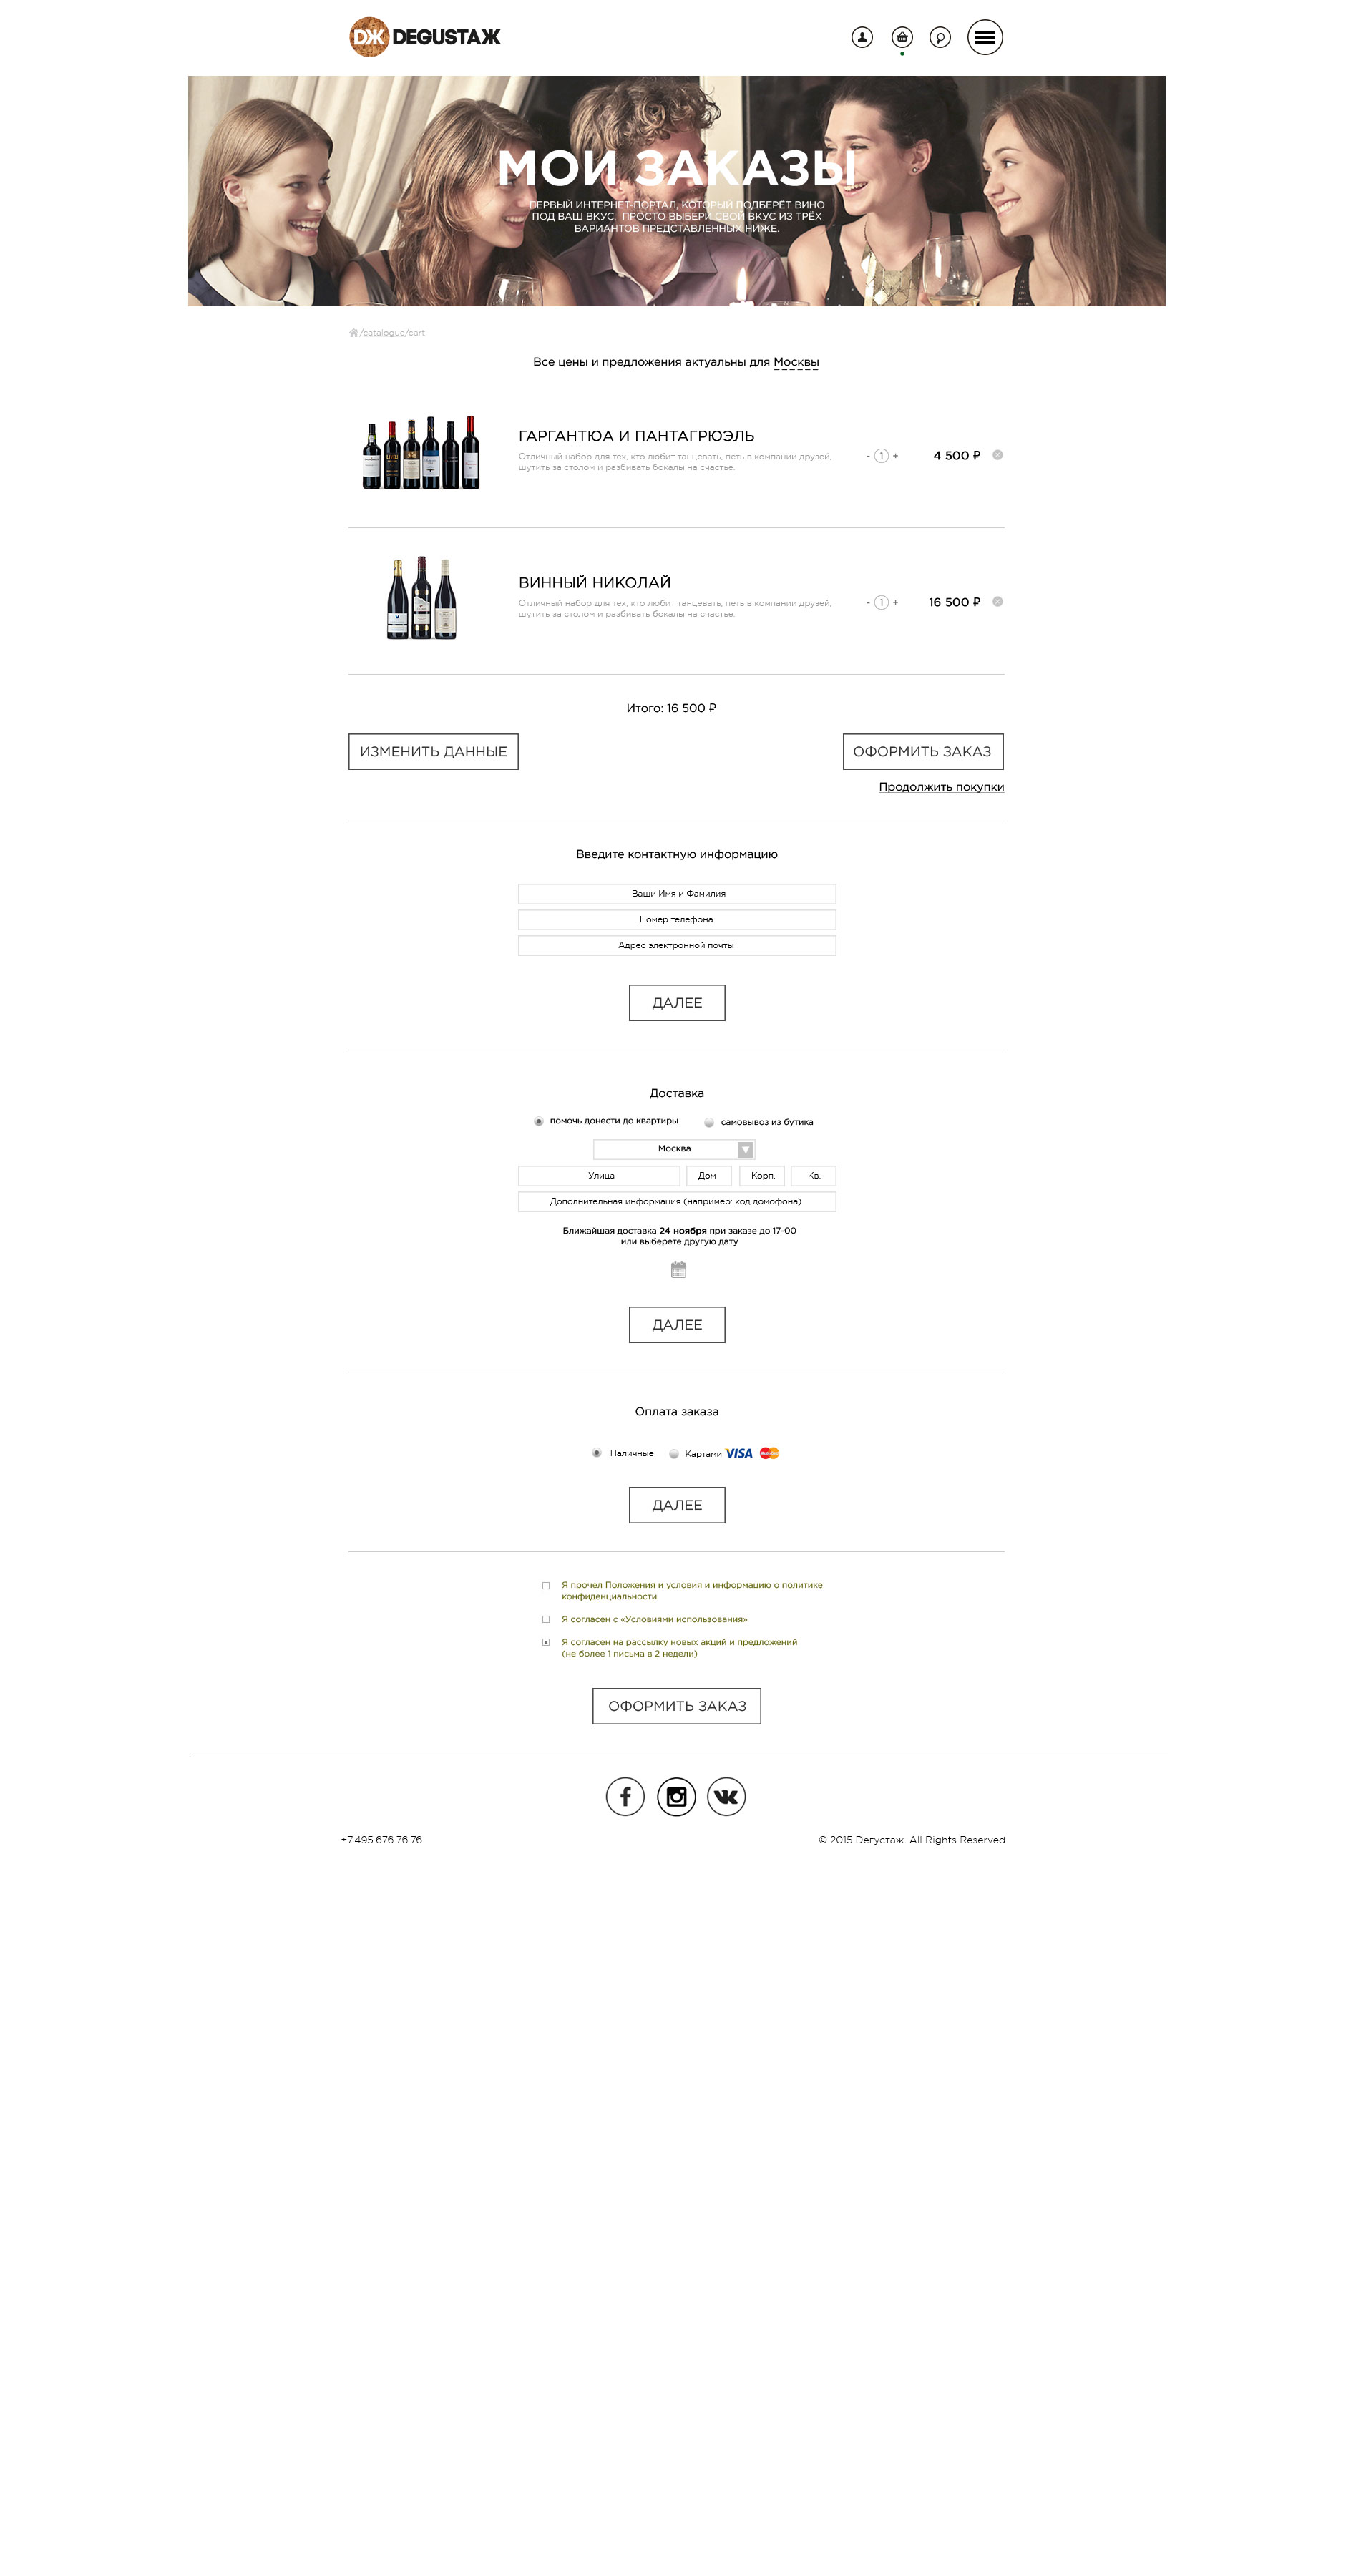 DЖ DEGUSTAЖ
МОИ ЗАКАЗЫ
ПЕРВЫЙ ИНТЕРНЕТ-ПОРТАЛ, КОТОРЫЙ ПОДБЕРЁТ ВИНО
ПОД ВАШ ВКУС. ПРОСТО ВЫБЕРИ СВОЙ ВКУС ИЗ ТРЁХ
ВАРИАНТОВ ПРЕДСТАВЛЕННЫХ НИЖЕ.
/catalogue/cart
Все цены и предложения актуальны для Москвы
ГАРГАНТЮА И ПАНТАГРЮЭЛЬ
Отличный набор для тех, кто любит танцевать, петь в компании друзей,
шутить за столом и разбивать бокалы на счастье.
- 1 +
4 500 ₽
ВИННЫЙ НИКОЛАЙ
Отличный набор для тех, кто любит танцевать, петь в компании друзей,
шутить за столом и разбивать бокалы на счастье.
- 1 +
16 500 ₽
Итого: 16 500 ₽
ИЗМЕНИТЬ ДАННЫЕ
ОФОРМИТЬ ЗАКАЗ
Продолжить покупки
Введите контактную информацию
Ваши Имя и Фамилия
Номер телефона
Адрес электронной почты
ДАЛЕЕ
Доставка
помочь донести до квартиры
самовывоз из бутика
Москва
Улица
Дом
Корп.
Кв.
Дополнительная информация (например: код домофона)
Ближайшая доставка 24 ноября при заказе до 17-00
или выберете другую дату
ДАЛЕЕ
Оплата заказа
Наличные
Картами VISA MasterCard
ДАЛЕЕ
Я прочел Положения и условия и информацию о политике
конфиденциальности
Я согласен с «Условиями использования»
Я согласен на рассылку новых акций и предложений
(не более 1 письма в 2 недели)
ОФОРМИТЬ ЗАКАЗ
+7.495.676.76.76
© 2015 Dегустаж. All Rights Reserved